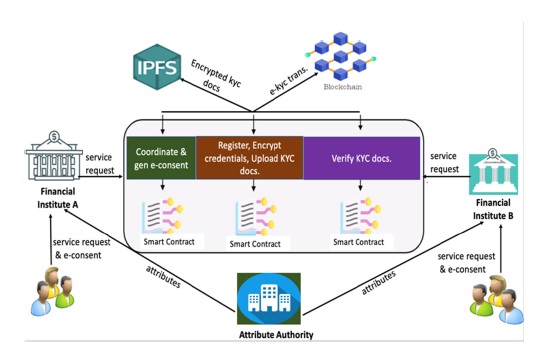 IPFS
Encrypted kyc
docs
e-kyc trans.
Blockchain
Coordinate &
gen e-consent
Register, Encrypt
credentials, Upload KYC
docs.
Verify KYC docs.
service
request
service
request
Financial
Institute A
Financial
Institute B
Smart Contract
Smart Contract
Smart Contract
service request
& e-consent
attributes
attributes
service request
& e-consent
Attribute Authority